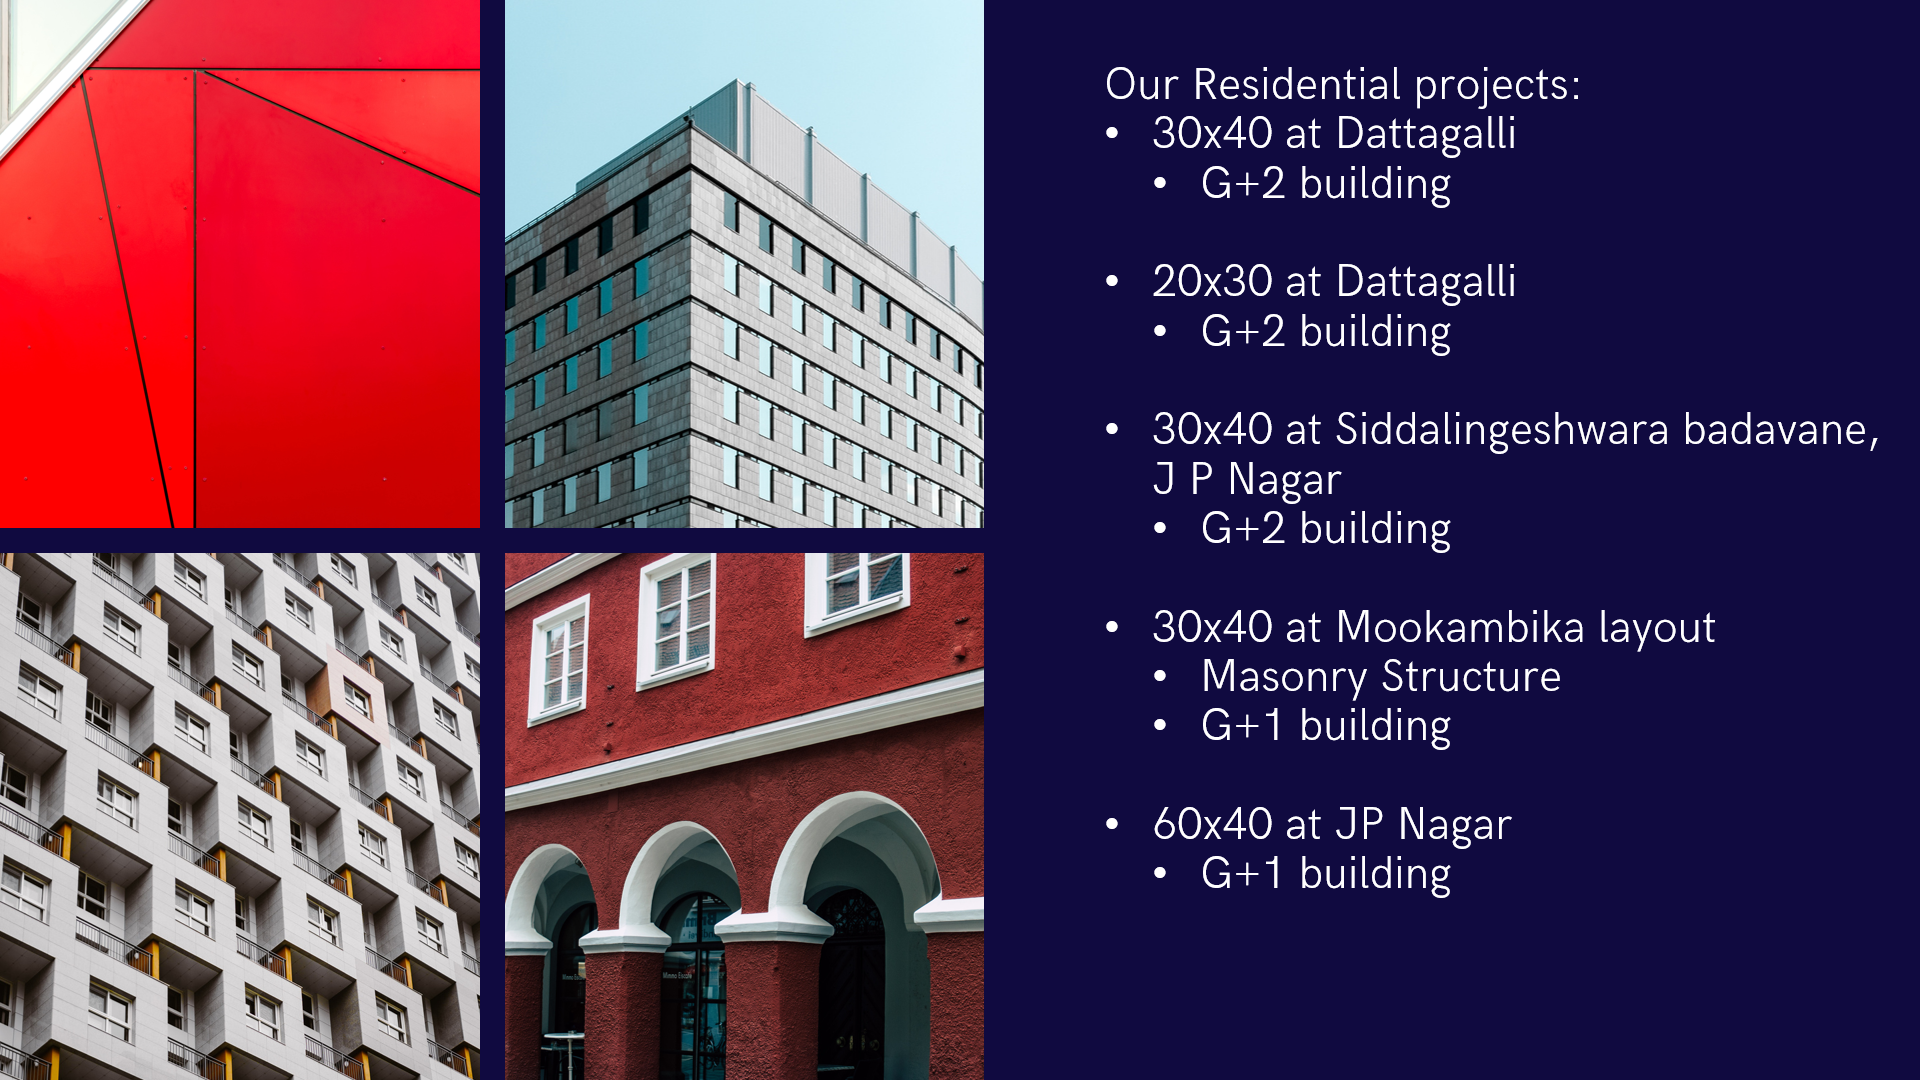 Our Residential projects:
• 30x40 at Dattagalli
• G+2 building
• 20x30 at Dattagalli
• G+2 building
• 30x40 at Siddalingeshwara badavane,
J P Nagar
• G+2 building
• 30x40 at Mookambika layout
• Masonry Structure
• G+1 building
• 60x40 at JP Nagar
• G+1 building